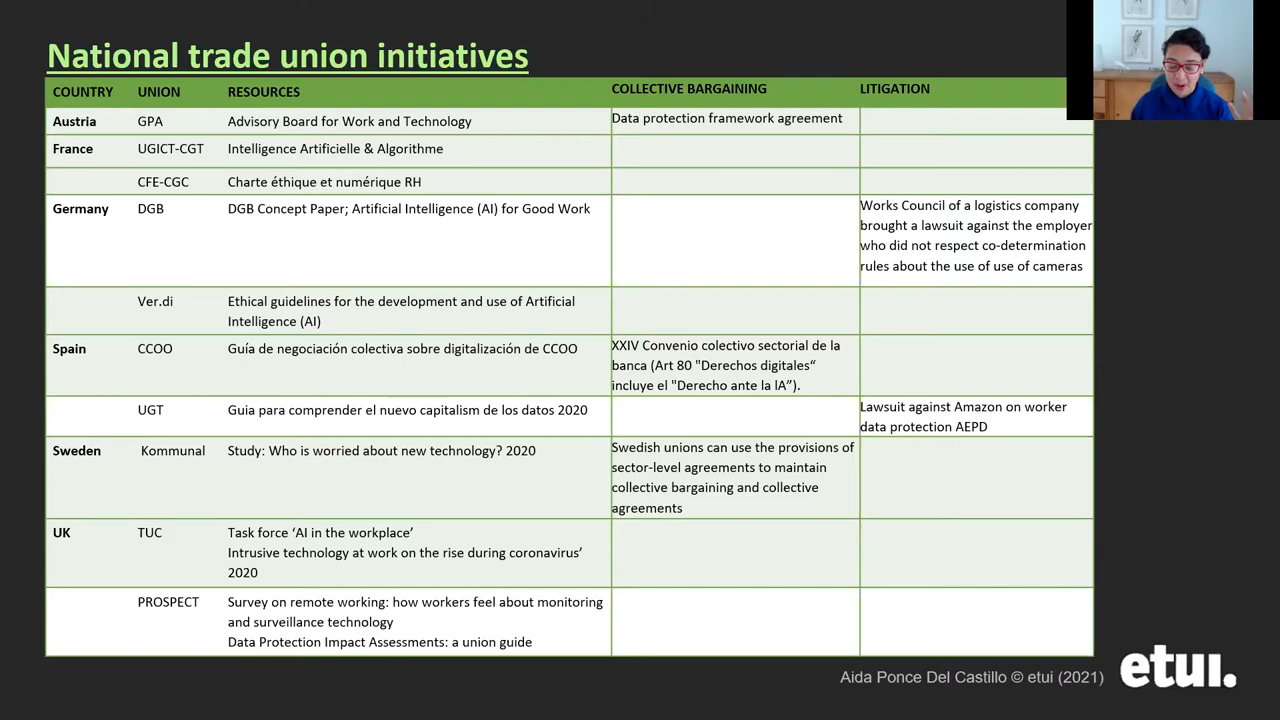 National trade union initiatives
COUNTRY UNION RESOURCES COLLECTIVE BARGAINING LITIGATION
Austria GPA Advisory Board for Work and Technology Data protection framework agreement
France UGICT-CGT Intelligence Artificielle & Algorithme
CFE-CGC Charte éthique et numérique RH
Germany DGB DGB Concept Paper; Artificial Intelligence (AI) for Good Work
Works Council of a logistics company
brought a lawsuit against the employer
who did not respect co-determination
rules about the use of use of cameras
Ver.di Ethical guidelines for the development and use of Artificial
Intelligence (AI)
Spain CCOO Guía de negociación colectiva sobre digitalización de CCOO
XXIV Convenio colectivo sectorial de la
banca (Art 80 "Derechos digitales“
incluye el "Derecho ante la IA”).
UGT Guia para comprender el nuevo capitalism de los datos 2020
Lawsuit against Amazon on worker
data protection AEPD
Sweden Kommunal Study: Who is worried about new technology? 2020
Swedish unions can use the provisions of
sector-level agreements to maintain
collective bargaining and collective
agreements
UK TUC Task force ‘AI in the workplace’
Intrusive technology at work on the rise during coronavirus’
2020
PROSPECT Survey on remote working: how workers feel about monitoring
and surveillance technology
Data Protection Impact Assessments: a union guide
Aida Ponce Del Castillo © etui (2021)
etui.